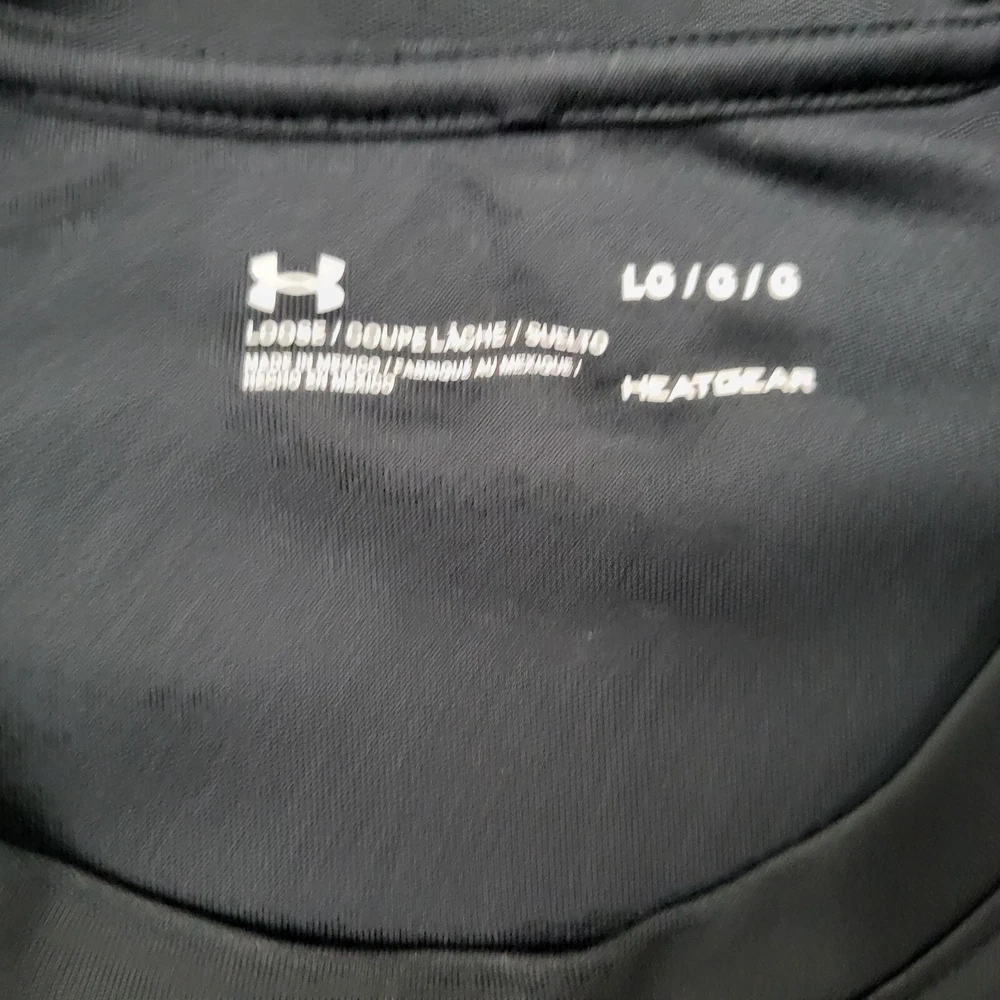 LG / G / G
LOOSE / COUPE LÂCHE / SUELTO
MADE IN MEXICO / FABRIQUÉ AU MEXIQUE /
HECHO EN MÉXICO
HEATGEAR